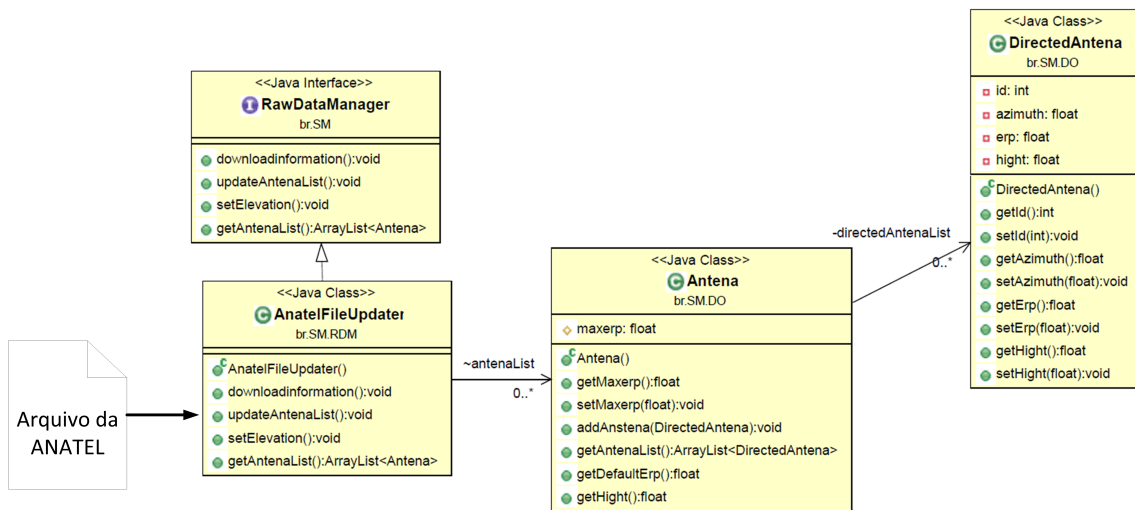 <<Java Interface>>
RawDataManager
br.SM
downloadinformation():void
updateAntenaList():void
setElevation():void
getAntenaList():ArrayList<Antena>
<<Java Class>>
AnatelFileUpdater
br.SM.RDM
AnatelFileUpdater()
downloadinformation():void
updateAntenaList():void
setElevation():void
getAntenaList():ArrayList<Antena>
Arquivo da
ANATEL
~antenaList
0..*
<<Java Class>>
Antena
br.SM.DO
maxerp: float
Antena()
getMaxerp():float
setMaxerp(float):void
addAnstena(DirectedAntena):void
getAntenaList():ArrayList<DirectedAntena>
getDefaultErp():float
getHight():float
-directedAntenaList
0..*
<<Java Class>>
DirectedAntena
br.SM.DO
id: int
azimuth: float
erp: float
hight: float
DirectedAntena()
getId():int
setId(int):void
getAzimuth():float
setAzimuth(float):void
getErp():float
setErp(float):void
getHight():float
setHight(float):void